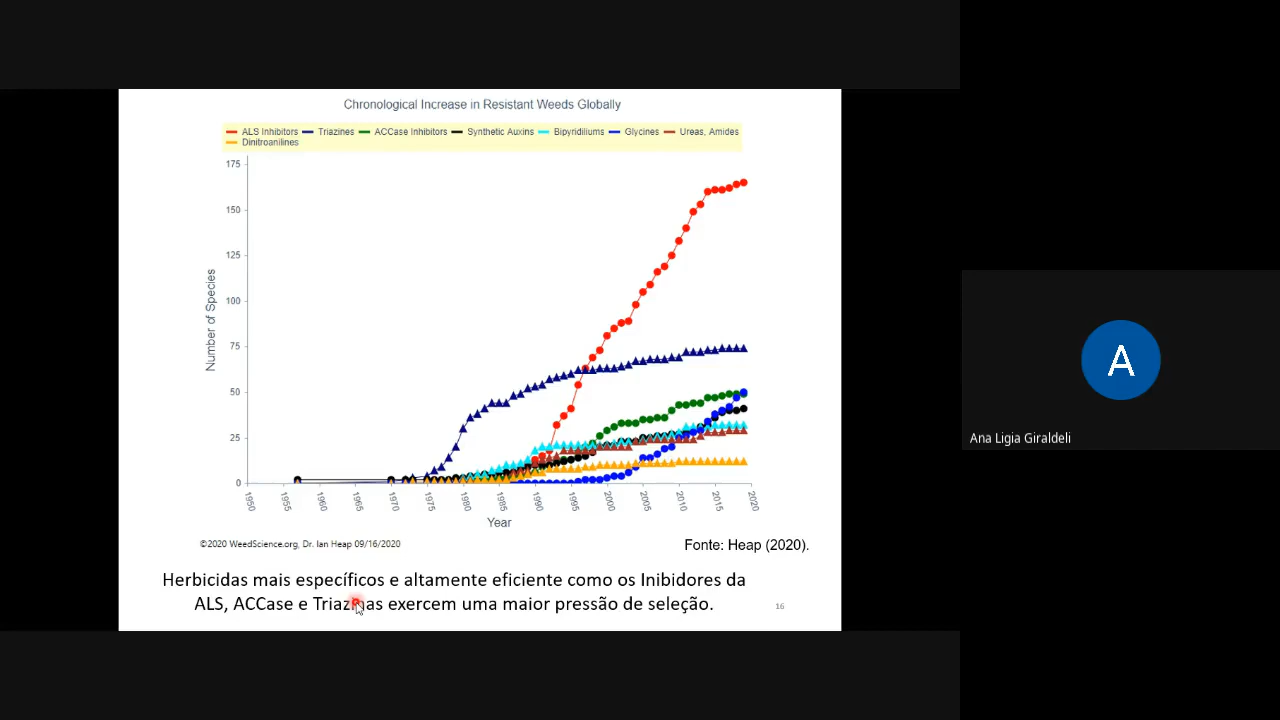 Chronological Increase in Resistant Weeds Globally
ALS Inhibitors Triazines ACCase Inhibitors Synthetic Auxins Bipyridiliums Glycines Ureas, Amides
Dinitroanilines
175
150
125
100
75
50
25
0
Number of Species
1950 1955 1960 1965 1970 1975 1980 1985 1990 1995 2000 2005 2010 2015 2020
Year
©2020 WeedScience.org, Dr. Ian Heap 09/16/2020
Fonte: Heap (2020).
Herbicidas mais específicos e altamente eficiente como os Inibidores da
ALS, ACCase e Triazinas exercem uma maior pressão de seleção.
16
A
Ana Ligia Giraldeli